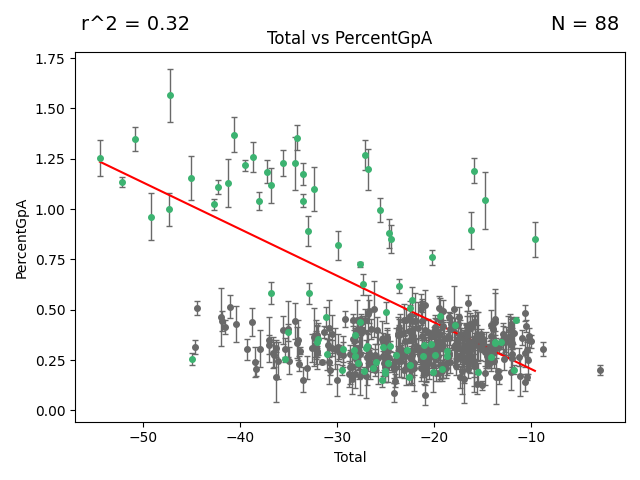 r^2 = 0.32
N = 88
Total vs PercentGpA
1.75
1.50
1.25
1.00
0.75
0.50
0.25
0.00
PercentGpA
−50
−40
−30
−20
−10
Total